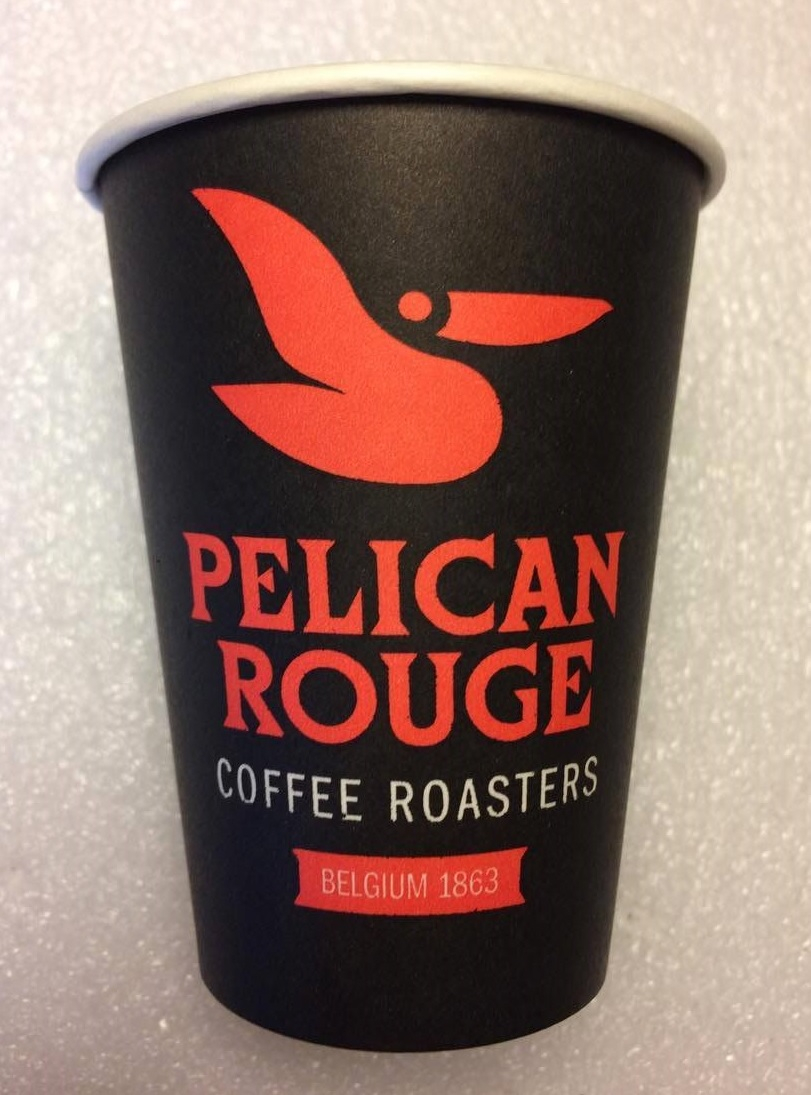 PELICAN
ROUGE
COFFEE ROASTERS
BELGIUM 1863